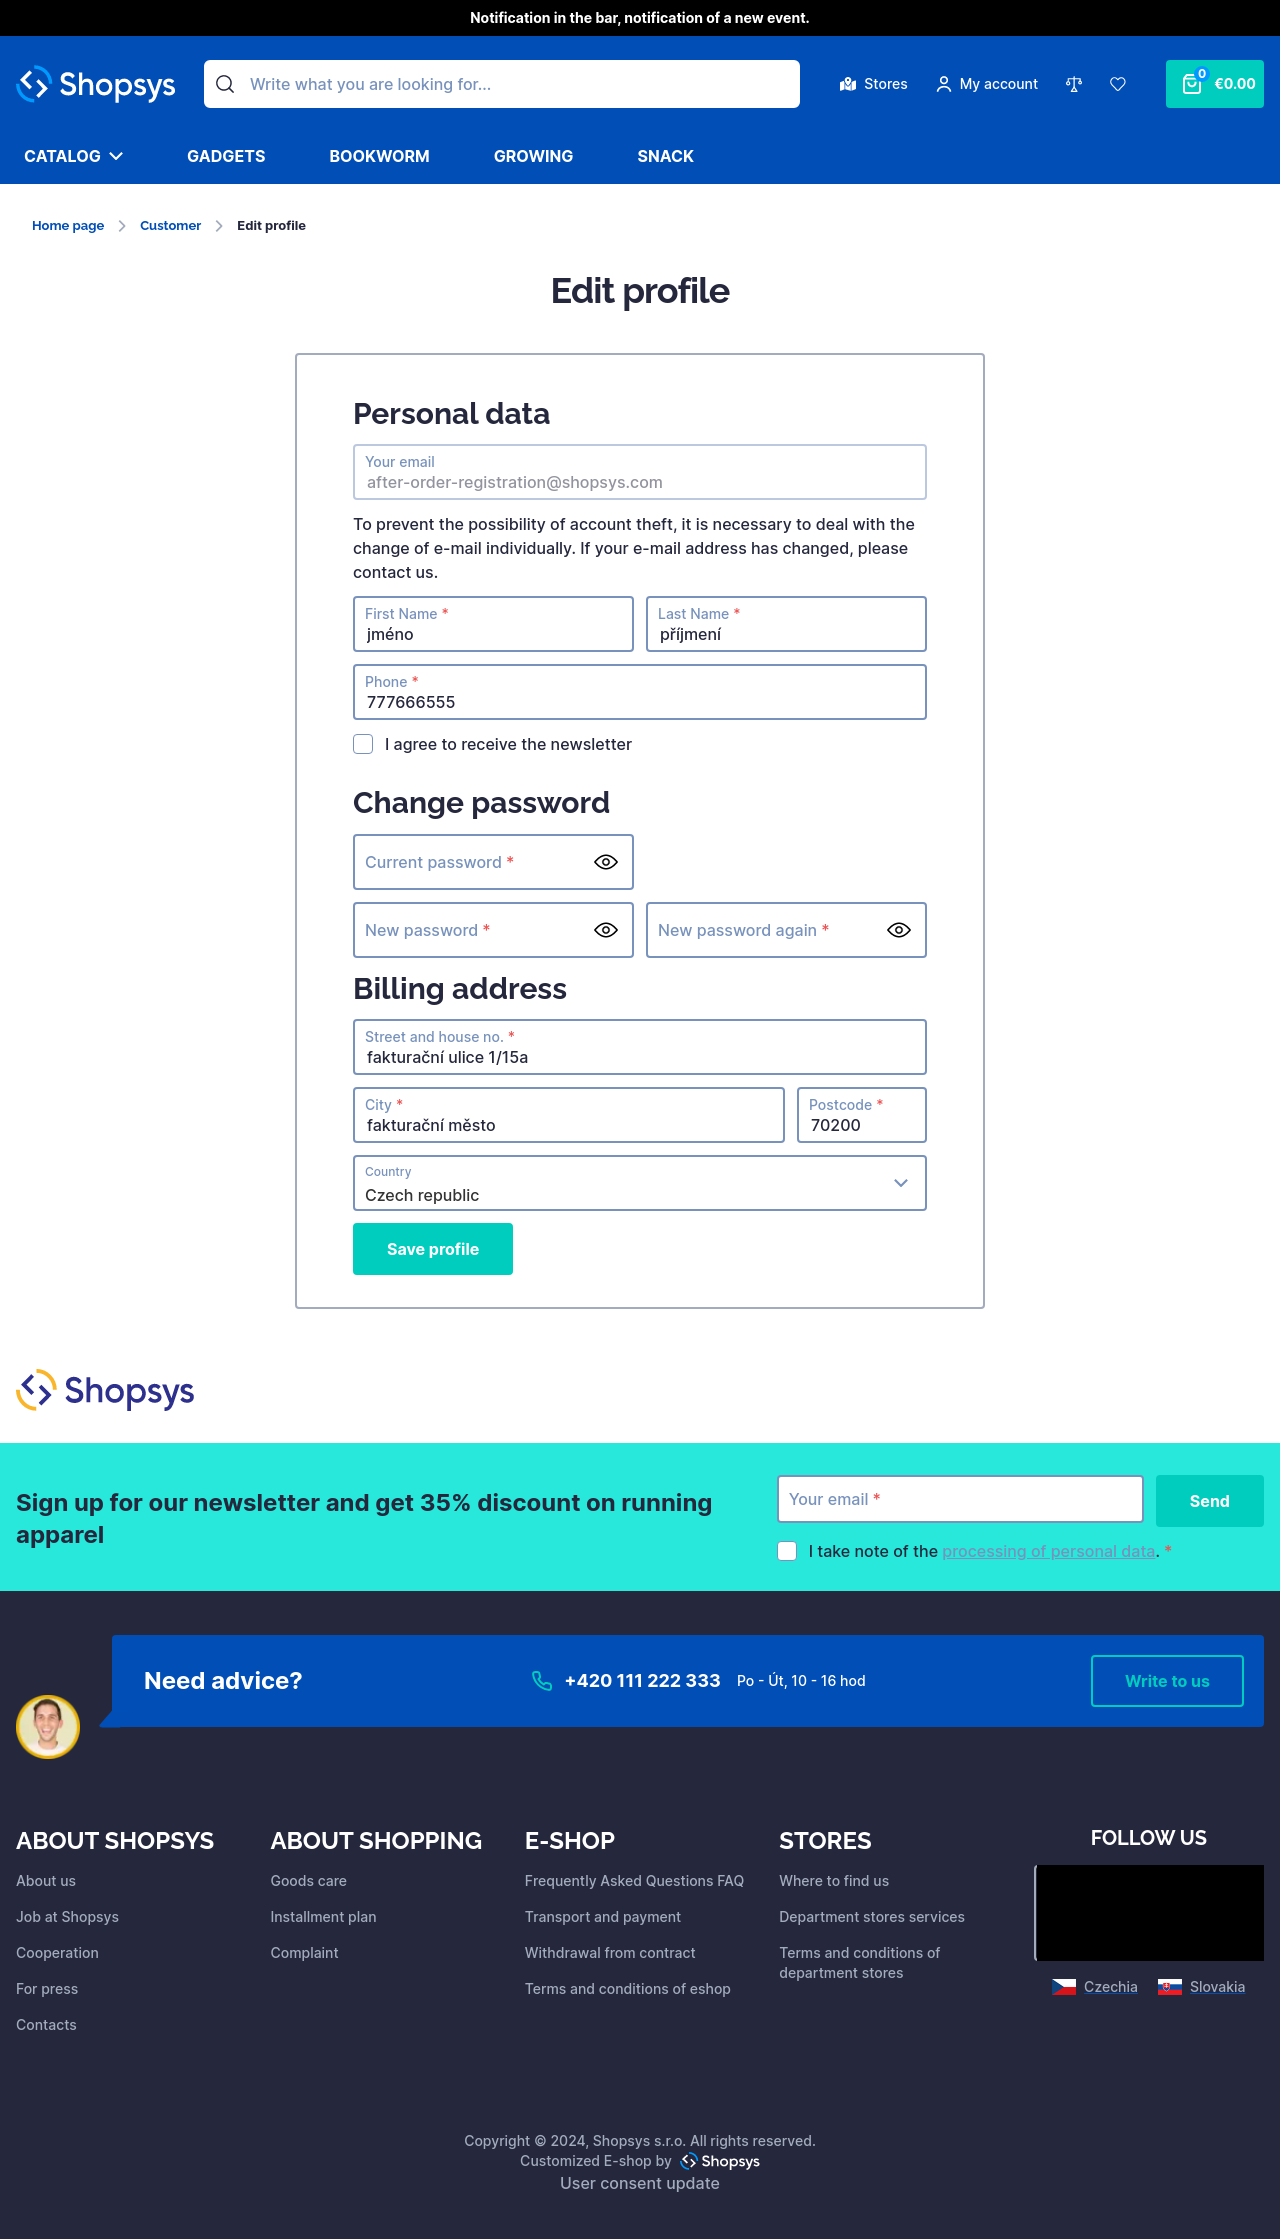 Notification in the bar, notification of a new event.
Shopsys
Write what you are looking for...
Stores
My account
0
€0.00
CATALOG
GADGETS
BOOKWORM
GROWING
SNACK
Home page
Customer
Edit profile
Edit profile
Personal data
Your email
after-order-registration@shopsys.com
To prevent the possibility of account theft, it is necessary to deal with the
change of e-mail individually. If your e-mail address has changed, please
contact us.
First Name *
jméno
Last Name *
příjmení
Phone *
777666555
I agree to receive the newsletter
Change password
Current password *
New password *
New password again *
Billing address
Street and house no. *
fakturační ulice 1/15a
City *
fakturační město
Postcode *
70200
Country
Czech republic
Save profile
Shopsys
Sign up for our newsletter and get 35% discount on running
apparel
Your email *
Send
I take note of the processing of personal data. *
Need advice?
+420 111 222 333
Po - Út, 10 - 16 hod
Write to us
ABOUT SHOPSYS
About us
Job at Shopsys
Cooperation
For press
Contacts
ABOUT SHOPPING
Goods care
Installment plan
Complaint
E-SHOP
Frequently Asked Questions FAQ
Transport and payment
Withdrawal from contract
Terms and conditions of eshop
STORES
Where to find us
Department stores services
Terms and conditions of
department stores
FOLLOW US
Czechia
Slovakia
Copyright © 2024, Shopsys s.r.o. All rights reserved.
Customized E-shop by Shopsys
User consent update